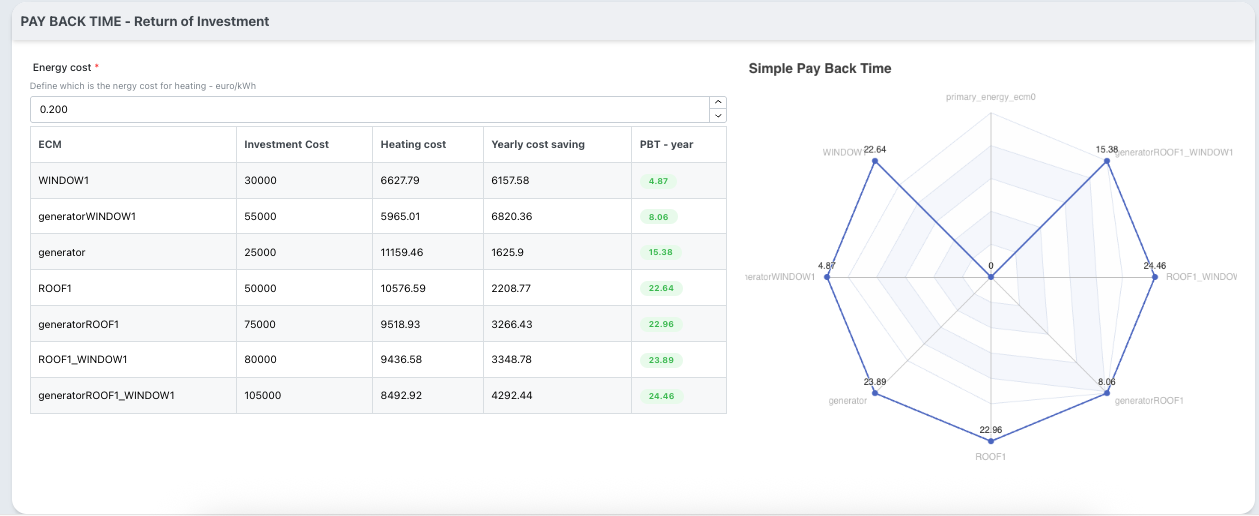 PAY BACK TIME - Return of Investment
Energy cost *
Define which is the nergy cost for heating - euro/kWh
0.200
ECM Investment Cost Heating cost Yearly cost saving PBT - year
WINDOW1 30000 6627.79 6157.58 4.87
generatorWINDOW1 55000 5965.01 6820.36 8.06
generator 25000 11159.46 1625.9 15.38
ROOF1 50000 10576.59 2208.77 22.64
generatorROOF1 75000 9518.93 3266.43 22.96
ROOF1_WINDOW1 80000 9436.58 3348.78 23.89
generatorROOF1_WINDOW1 105000 8492.92 4292.44 24.46
Simple Pay Back Time
primary_energy_ecm0
WINDOW1 22.64
15.38 generatorROOF1_WINDOW1
neratorWINDOW1 4.87
0
24.46 ROOF1_WINDOW
23.89
generator
8.06
generatorROOF1
22.96
ROOF1